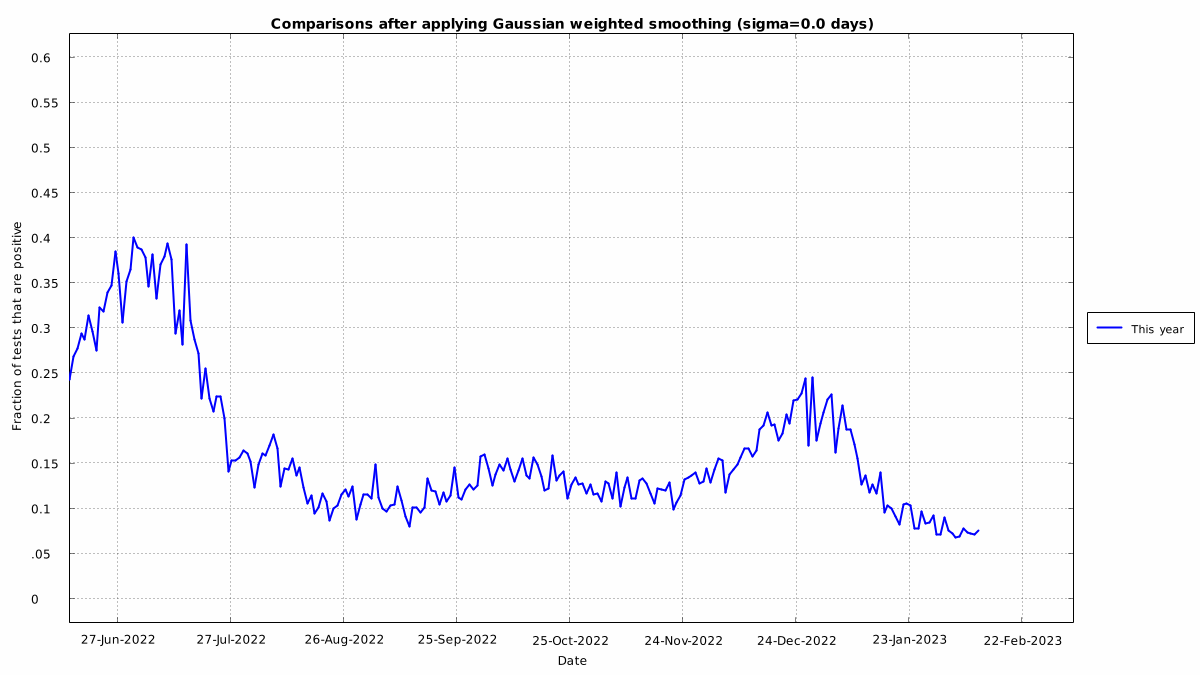 Comparisons after applying Gaussian weighted smoothing (sigma=0.0 days)
0.6
0.55
0.5
0.45
0.4
0.35
0.3
0.25
0.2
0.15
0.1
.05
0
Fraction of tests that are positive
This year
27-Jun-2022 27-Jul-2022 26-Aug-2022 25-Sep-2022 25-Oct-2022 24-Nov-2022 24-Dec-2022 23-Jan-2023 22-Feb-2023
Date